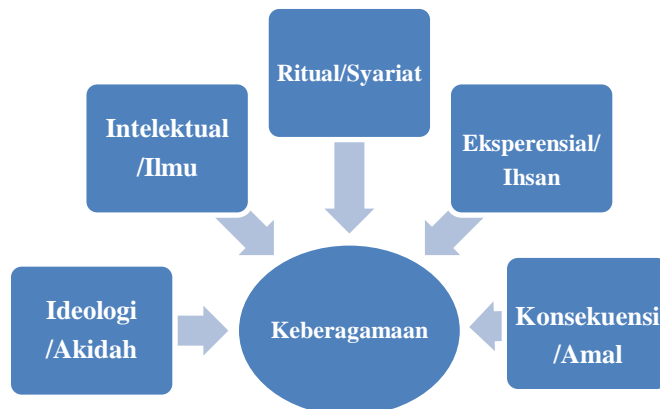 Ritual/Syariat
Intelektual
/Ilmu
Eksperensial/
Ihsan
Ideologi
/Akidah
Keberagamaan
Konsekuensi
/Amal